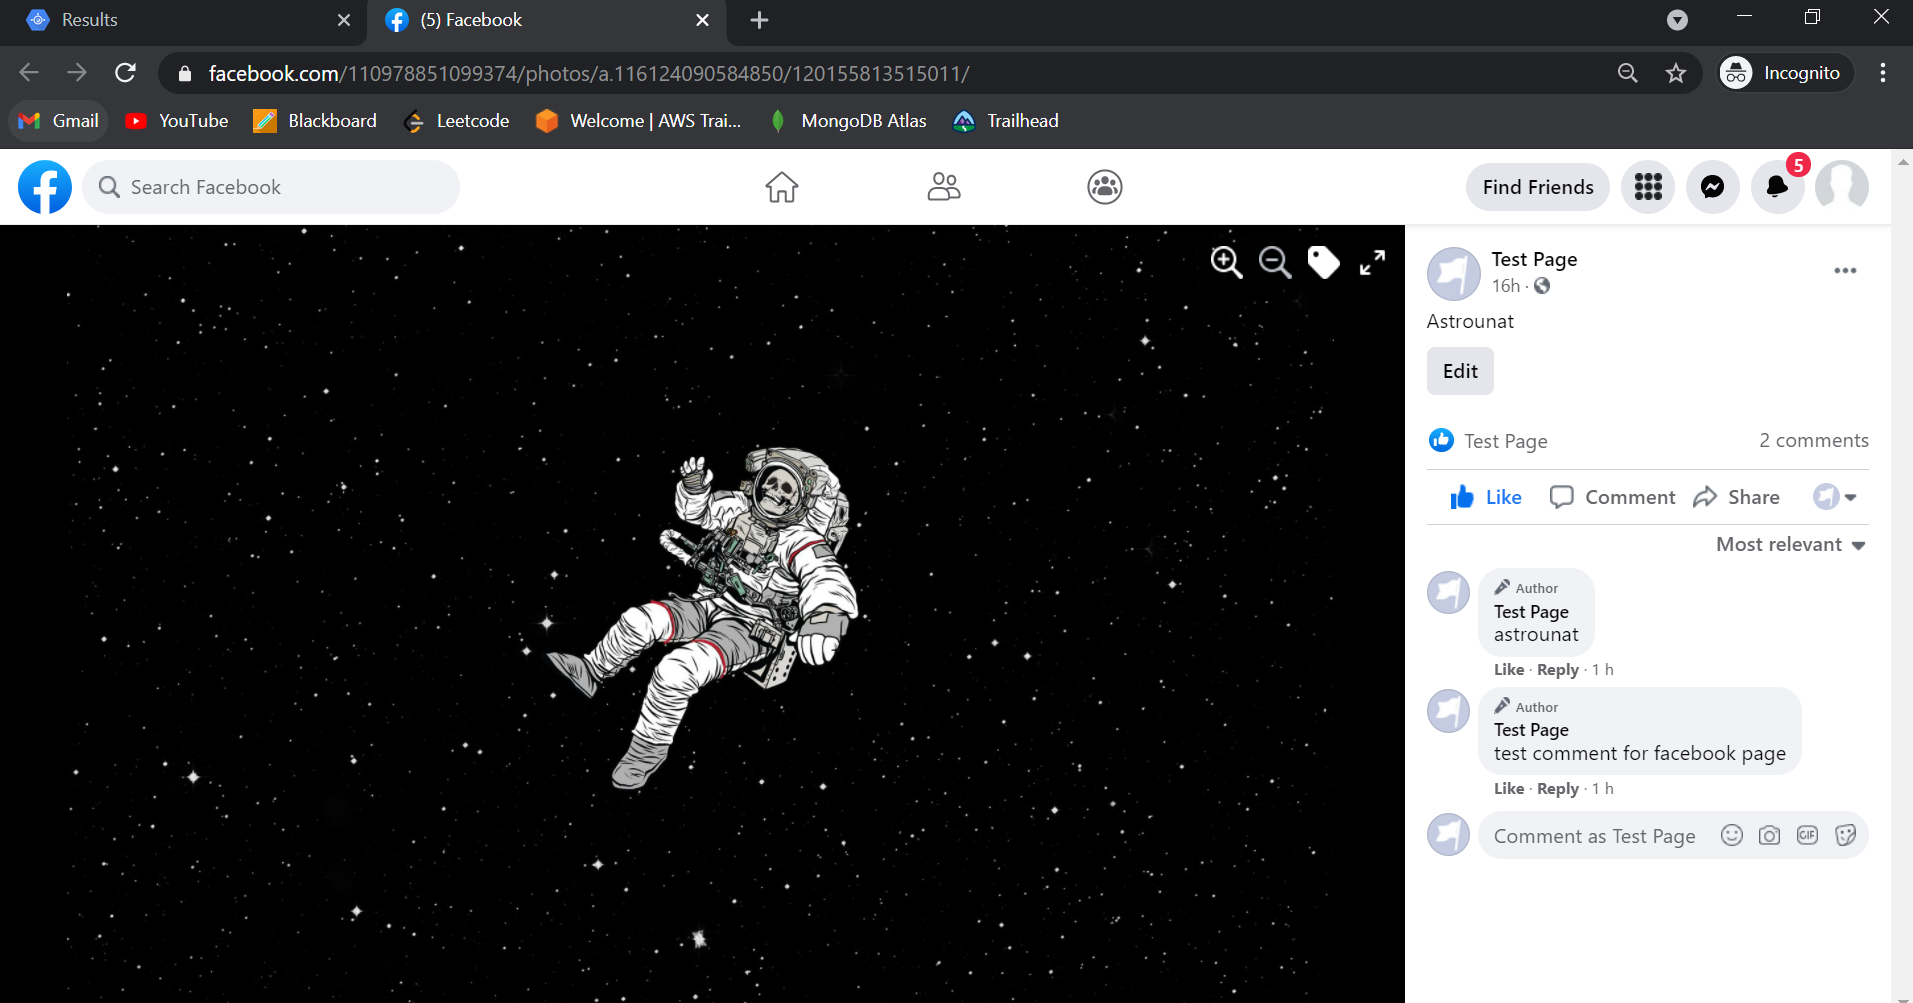 Results
(5) Facebook
facebook.com/110978851099374/photos/a.116124090584850/120155813515011/
Incognito
Gmail YouTube Blackboard Leetcode Welcome | AWS Trai... MongoDB Atlas Trailhead
Search Facebook
Find Friends
5
Test Page
16h ·
Astrounat
Edit
Test Page 2 comments
Like Comment Share
Most relevant
Author
Test Page
astrounat
Like · Reply · 1 h
Author
Test Page
test comment for facebook page
Like · Reply · 1 h
Comment as Test Page GIF